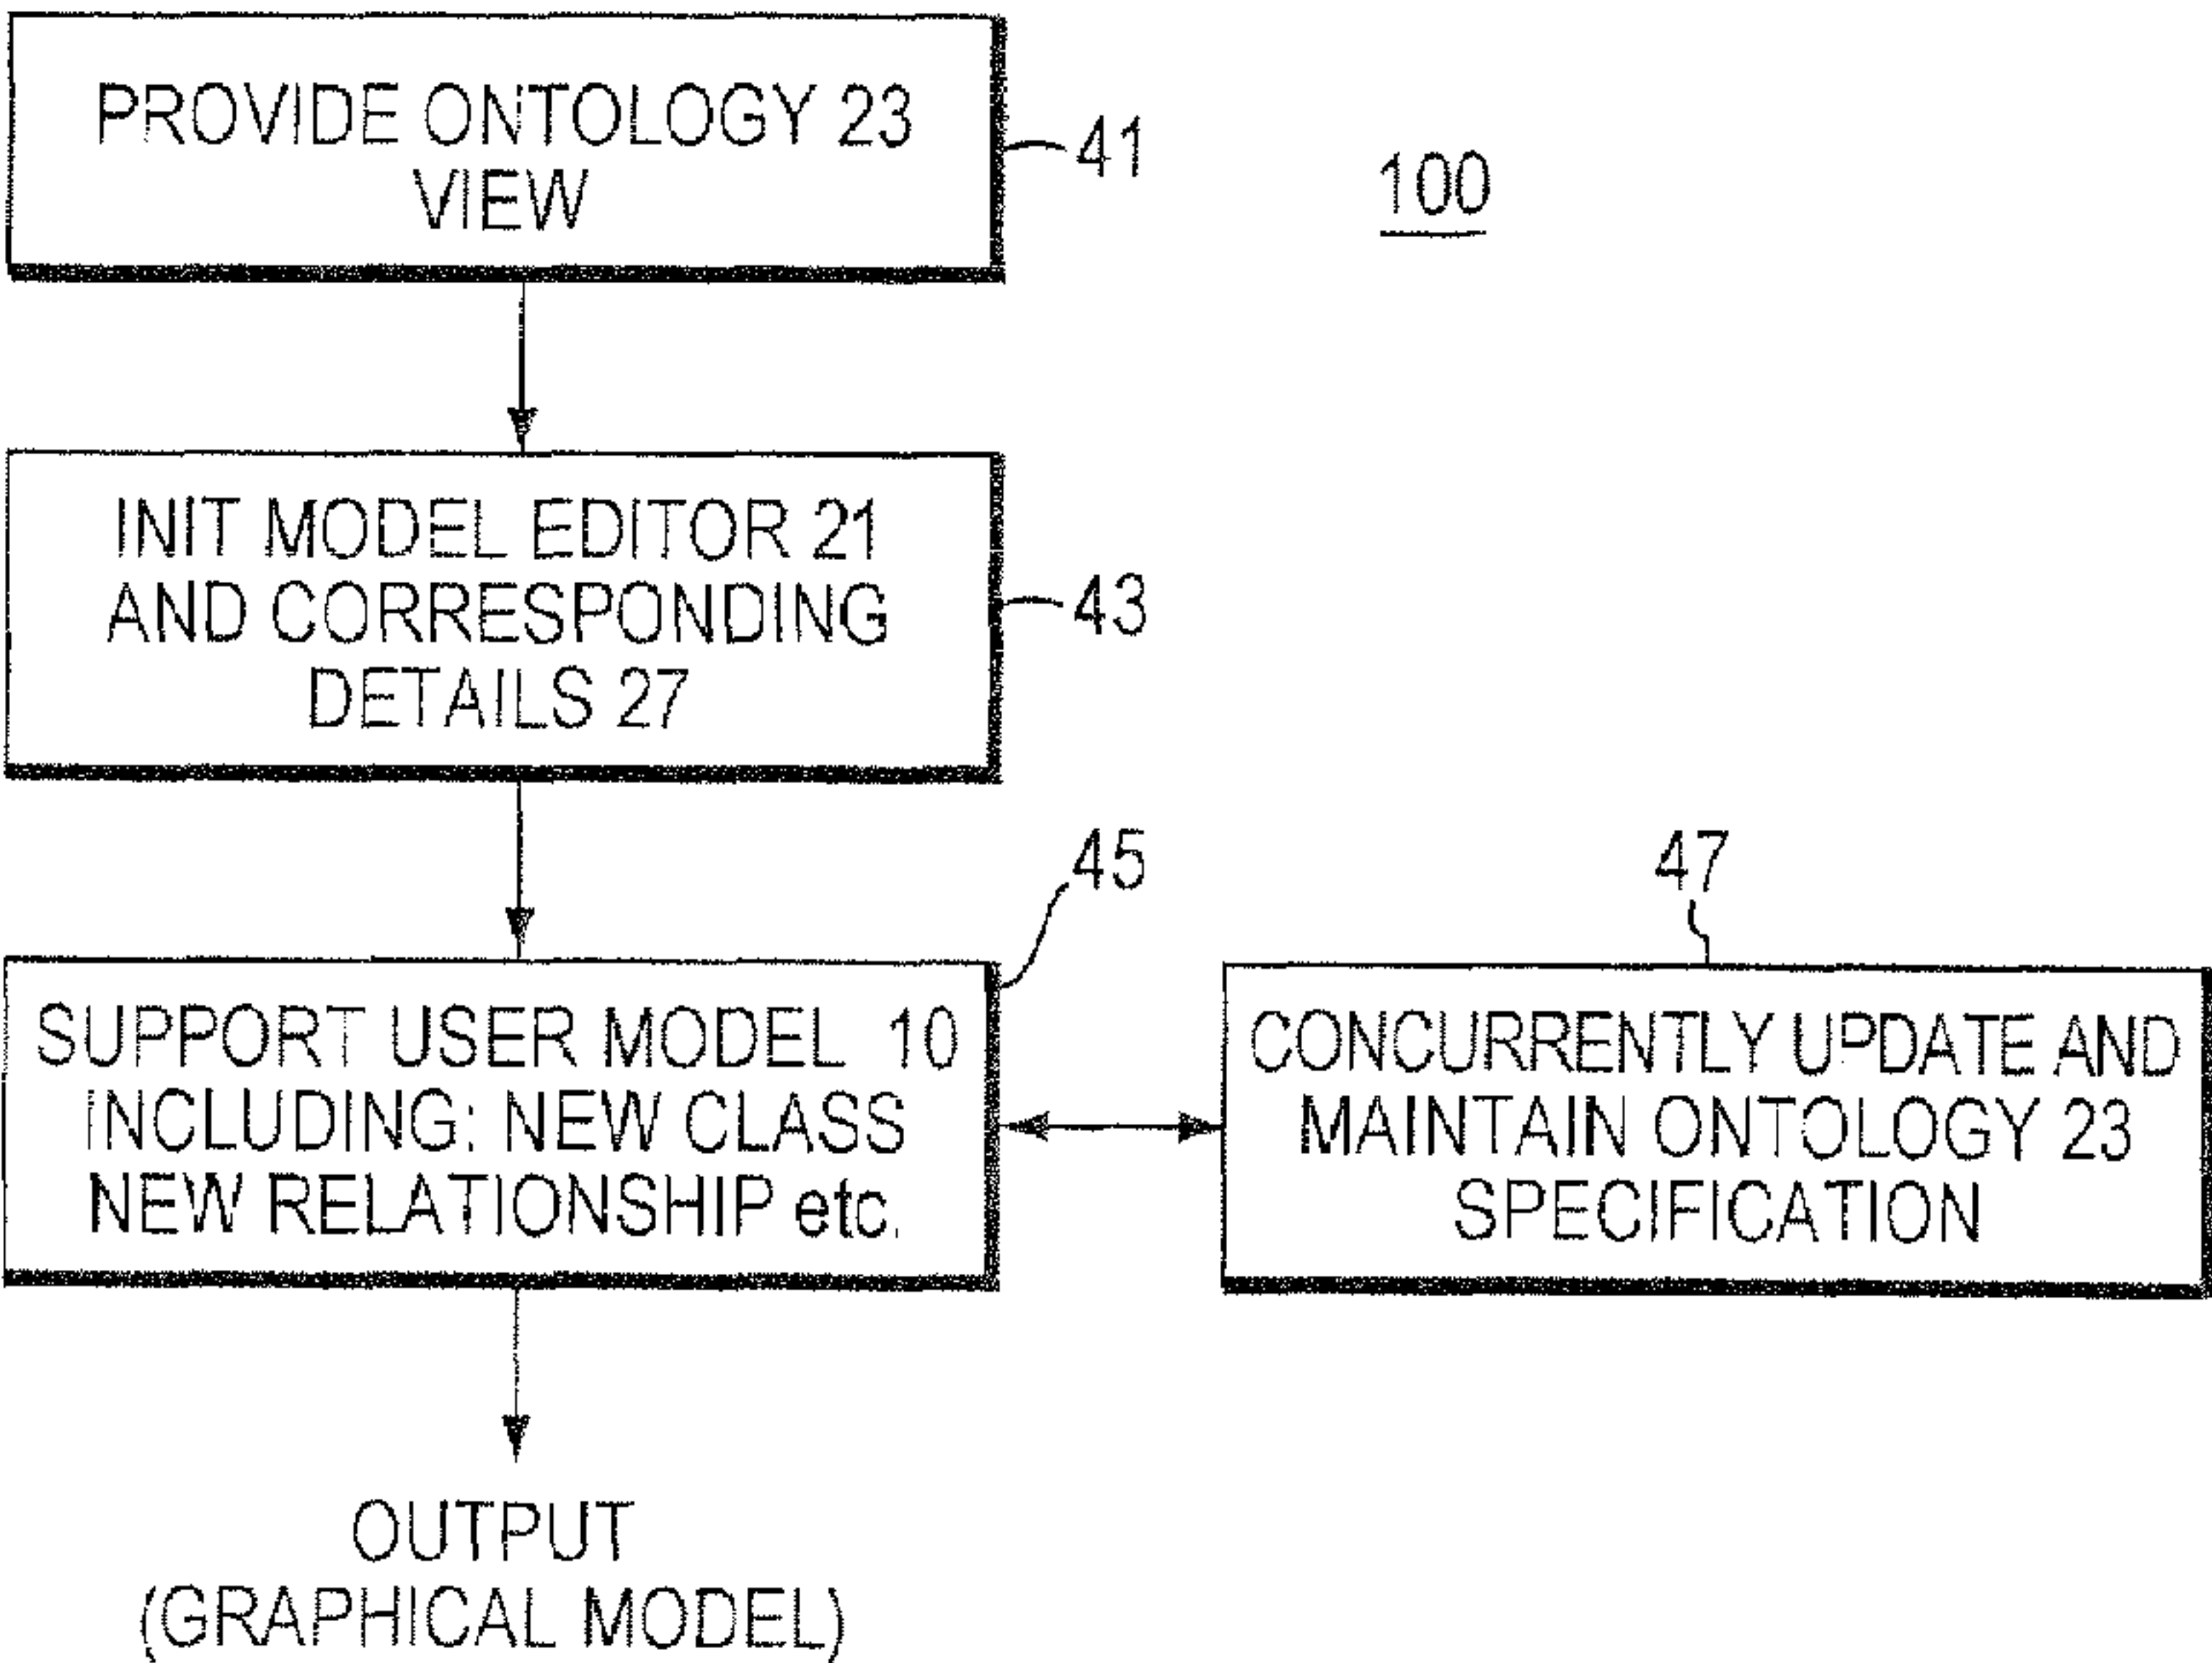 PROVIDE ONTOLOGY 23
VIEW
41
100
INIT MODEL EDITOR 21
AND CORRESPONDING
DETAILS 27
43
45
SUPPORT USER MODEL 10
INCLUDING: NEW CLASS
NEW RELATIONSHIP etc.
47
CONCURRENTLY UPDATE AND
MAINTAIN ONTOLOGY 23
SPECIFICATION
OUTPUT
(GRAPHICAL MODEL)